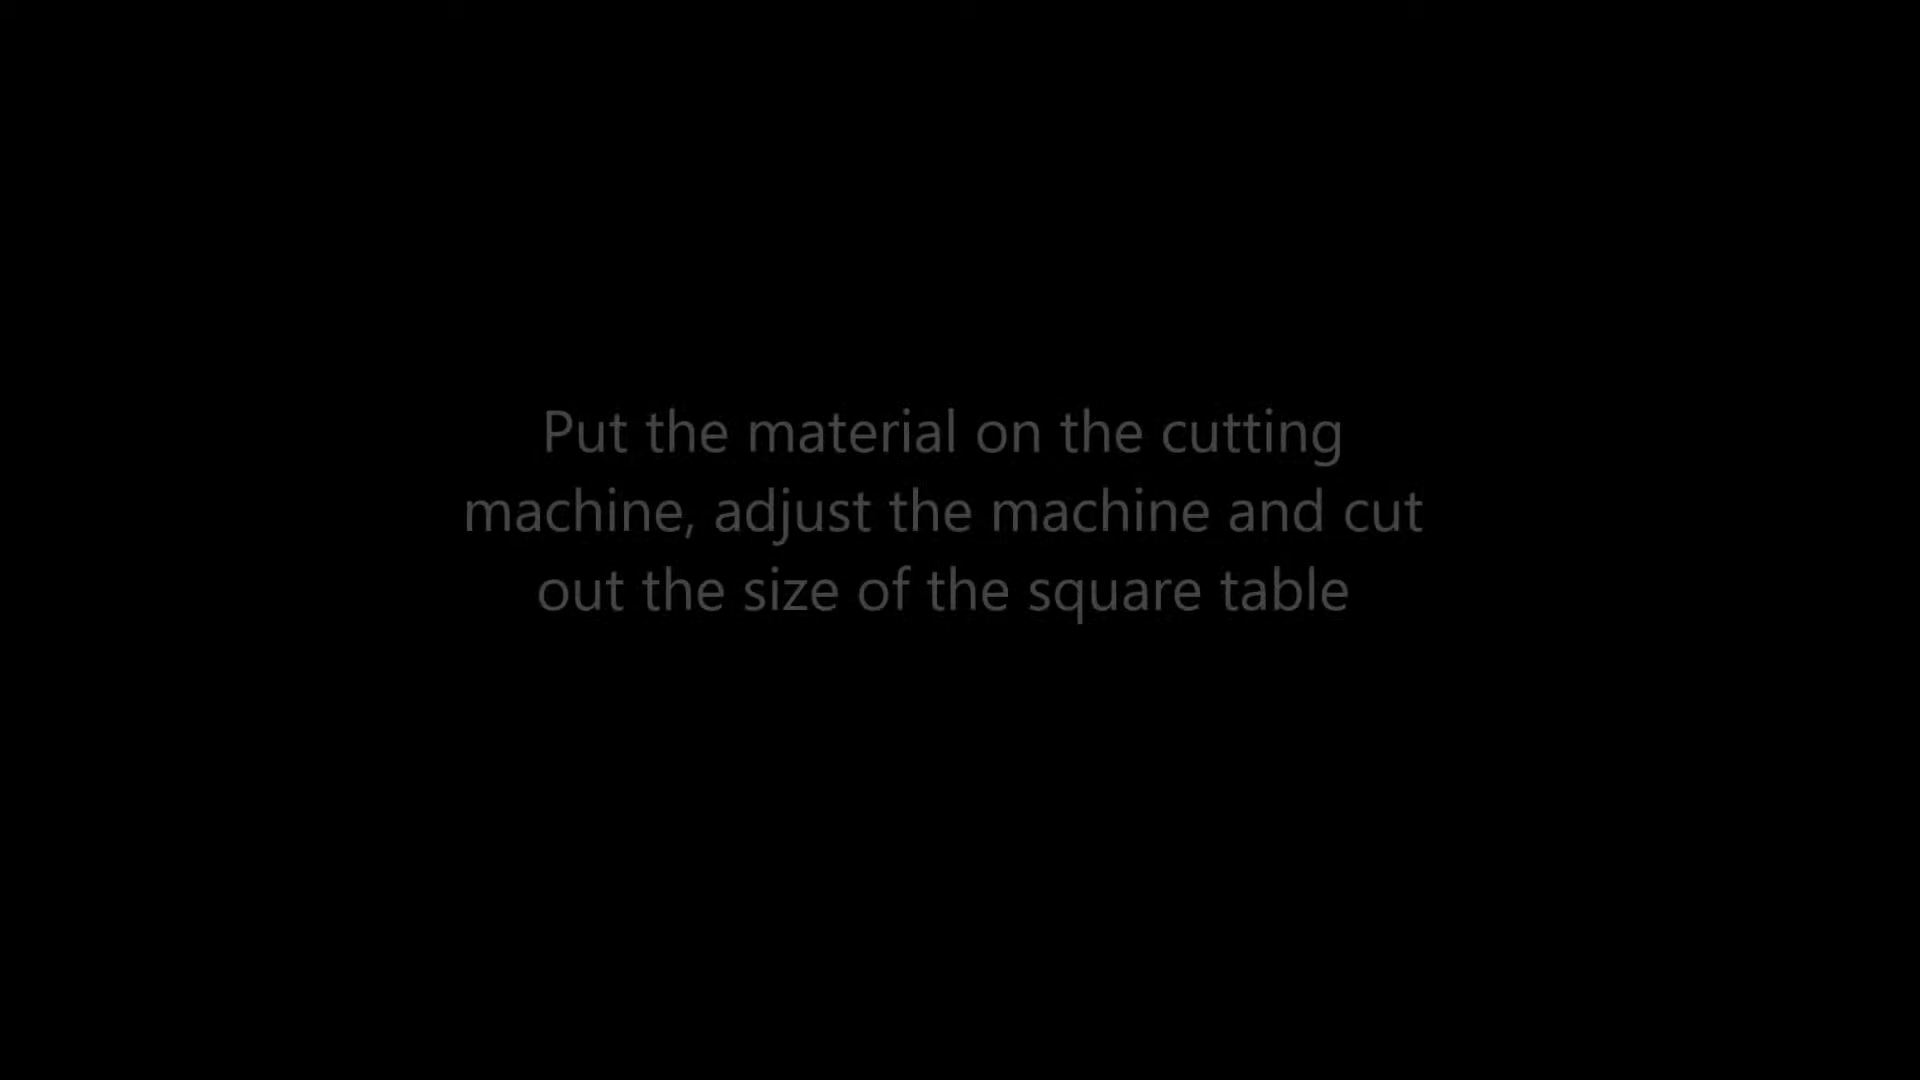 Put the material on the cutting
machine, adjust the machine and cut
out the size of the square table